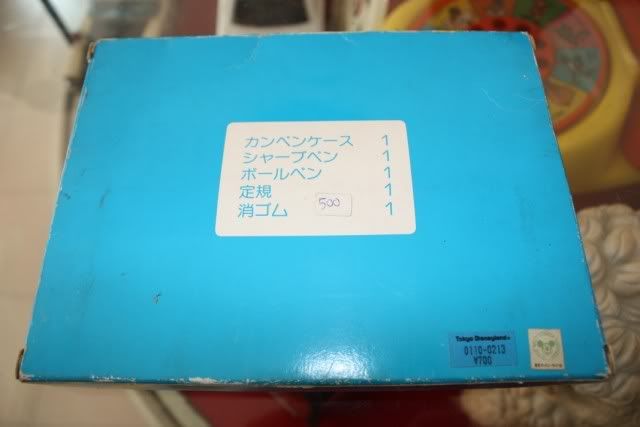 カンペンケース 1
シャープペン 1
ボールペン 1
定規 1
消ゴム 1
500
Tokyo Disneyland
0110-0213
¥700